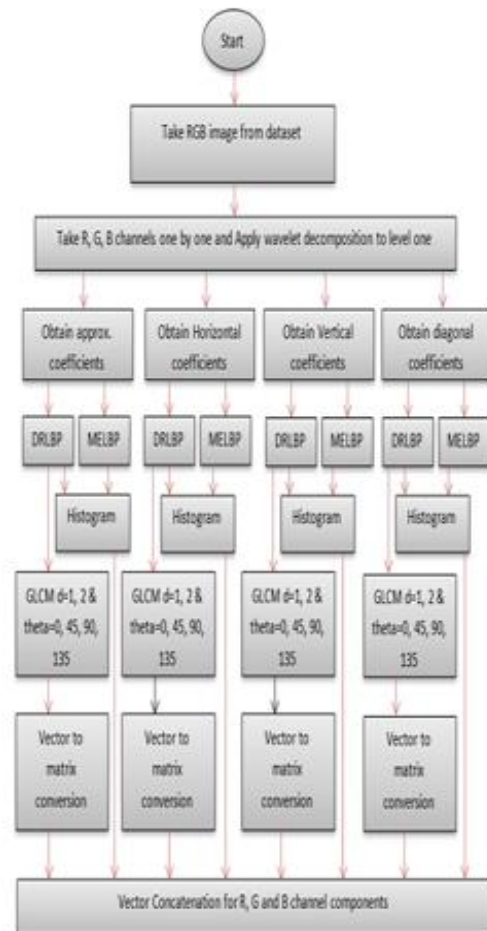 Start
Take RGB image from dataset
Take R, G, B channels one by one and Apply wavelet decomposition to level one
Obtain approx.
coefficients
Obtain Horizontal
coefficients
Obtain Vertical
coefficients
Obtain diagonal
coefficients
DRLBP
MELBP
DRLBP
MELBP
DRLBP
MELBP
DRLBP
MELBP
Histogram
Histogram
Histogram
Histogram
GLCM d=1, 2 &
theta=0, 45, 90,
135
GLCM d=1, 2 &
theta=0, 45, 90,
135
GLCM d=1, 2 &
theta=0, 45, 90,
135
GLCM d=1, 2 &
theta=0, 45, 90,
135
Vector to
matrix
conversion
Vector to
matrix
conversion
Vector to
matrix
conversion
Vector to
matrix
conversion
Vector Concatenation for R, G and B channel components